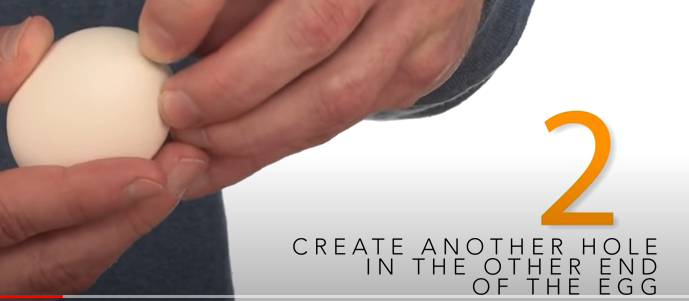 2
CREATE ANOTHER HOLE
IN THE OTHER END
OF THE EGG